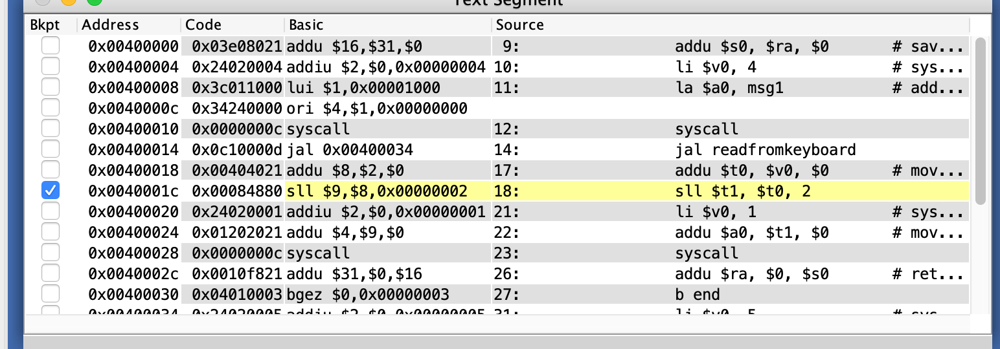 Text Segment
Bkpt Address Code Basic Source
0x00400000 0x03e08021 addu $16,$31,$0 9: addu $s0, $ra, $0 # sav...
0x00400004 0x24020004 addiu $2,$0,0x00000004 10: li $v0, 4 # sys...
0x00400008 0x3c011000 lui $1,0x00001000 11: la $a0, msg1 # add...
0x0040000c 0x34240000 ori $4,$1,0x00000000
0x00400010 0x0000000c syscall 12: syscall
0x00400014 0x0c10000d jal 0x00400034 14: jal readfromkeyboard
0x00400018 0x00404021 addu $8,$2,$0 17: addu $t0, $v0, $0 # mov...
0x0040001c 0x00084880 sll $9,$8,0x00000002 18: sll $t1, $t0, 2
0x00400020 0x24020001 addiu $2,$0,0x00000001 21: li $v0, 1 # sys...
0x00400024 0x01202021 addu $4,$9,$0 22: addu $a0, $t1, $0 # mov...
0x00400028 0x0000000c syscall 23: syscall
0x0040002c 0x0010f821 addu $31,$0,$16 26: addu $ra, $0, $s0 # ret...
0x00400030 0x04010003 bgez $0,0x00000003 27: b end
0x00400034 0x24020005 addiu $2,$0,0x00000005 31: li $v0, 5 # sys...